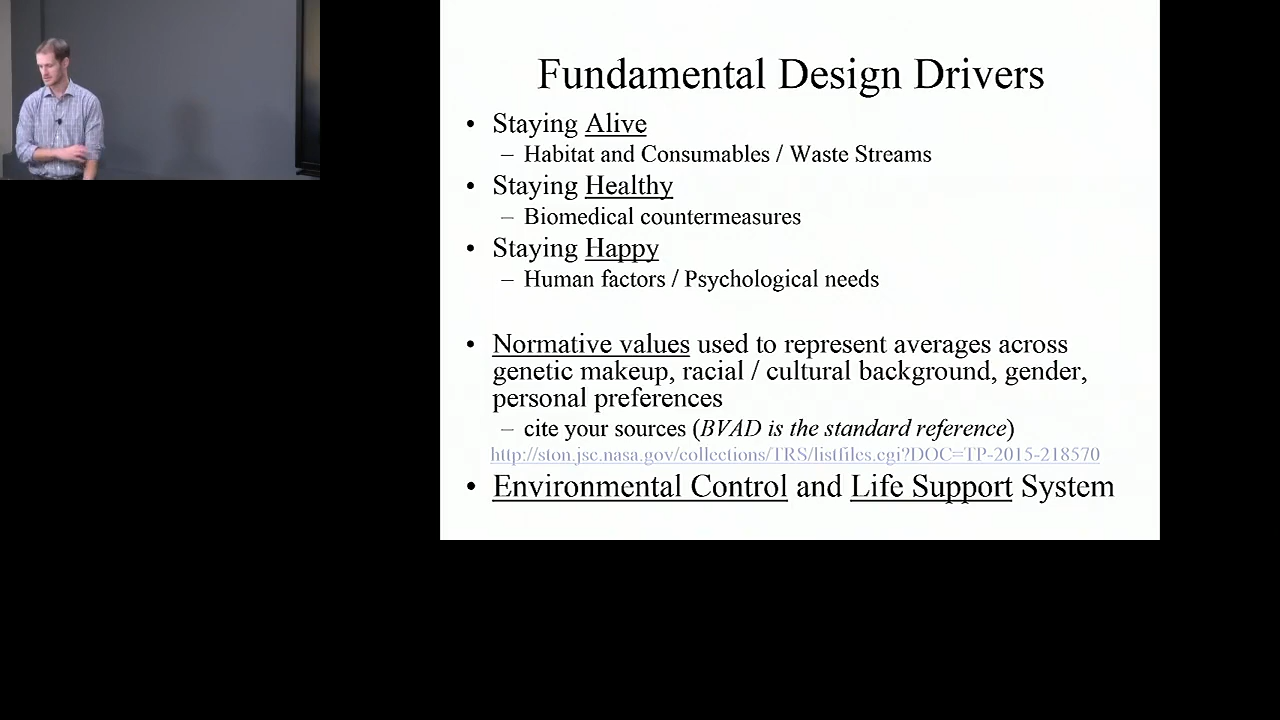 Fundamental Design Drivers
• Staying Alive
– Habitat and Consumables / Waste Streams
• Staying Healthy
– Biomedical countermeasures
• Staying Happy
– Human factors / Psychological needs
• Normative values used to represent averages across
genetic makeup, racial / cultural background, gender,
personal preferences
– cite your sources (BVAD is the standard reference)
http://ston.jsc.nasa.gov/collections/TRS/listfiles.cgi?DOC=TP-2015-218570
• Environmental Control and Life Support System